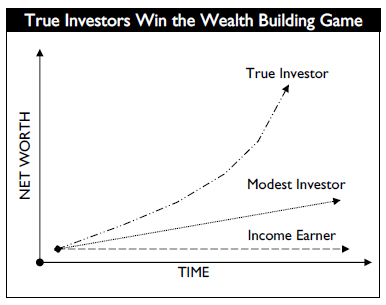 True Investors Win the Wealth Building Game
True Investor
NET WORTH
Modest Investor
Income Earner
TIME